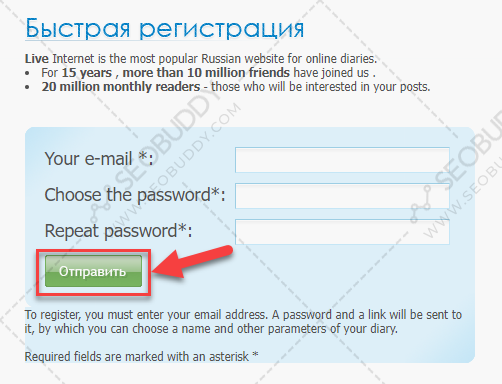 Быстрая регистрация
Live Internet is the most popular Russian website for online diaries.
• For 15 years , more than 10 million friends have joined us .
• 20 million monthly readers - those who will be interested in your posts.
Your e-mail *:
Choose the password*:
Repeat password*:
Отправить
To register, you must enter your email address. A password and a link will be sent to
it, by which you can choose a name and other parameters of your diary.
Required fields are marked with an asterisk *
SEOBUDDY
WWW.SEOBUDDY.COM
SEOBUDDY
WWW.SEOBUDDY.COM